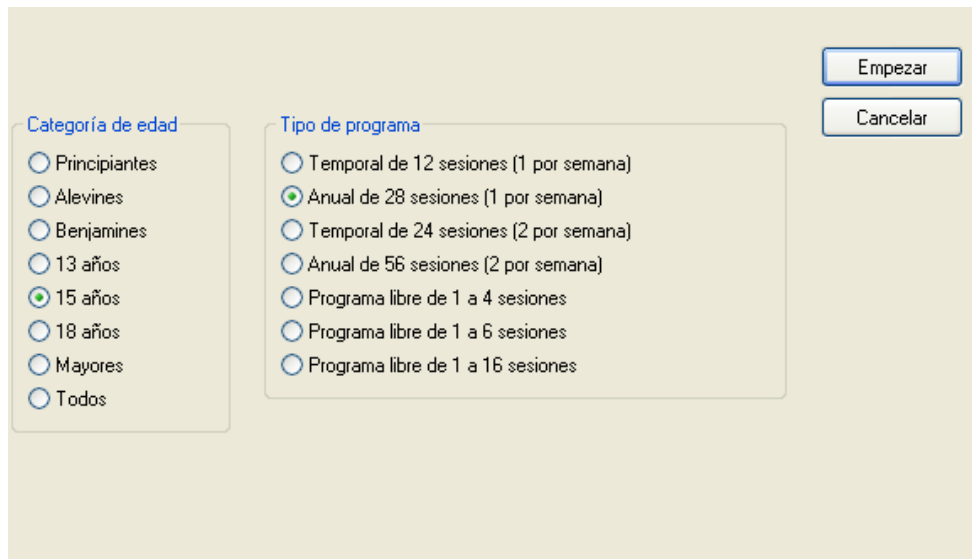 Empezar
Cancelar
Categoría de edad
Principiantes
Alevines
Benjamines
13 años
15 años
18 años
Mayores
Todos
Tipo de programa
Temporal de 12 sesiones (1 por semana)
Anual de 28 sesiones (1 por semana)
Temporal de 24 sesiones (2 por semana)
Anual de 56 sesiones (2 por semana)
Programa libre de 1 a 4 sesiones
Programa libre de 1 a 6 sesiones
Programa libre de 1 a 16 sesiones